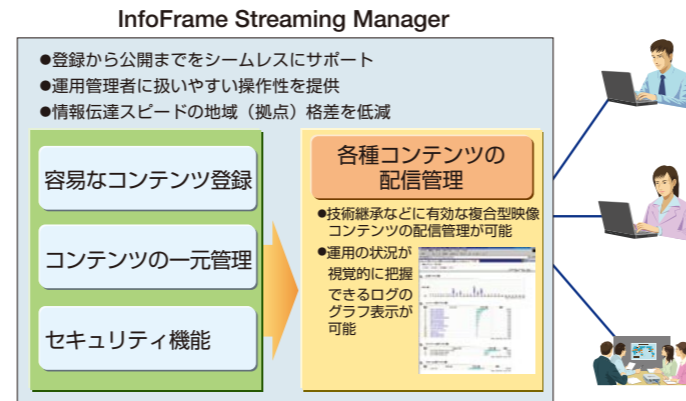 InfoFrame Streaming Manager
●登録から公開までをシームレスにサポート
●運用管理者に扱いやすい操作性を提供
●情報伝達スピードの地域（拠点）格差を低減
容易なコンテンツ登録
コンテンツの一元管理
セキュリティ機能
各種コンテンツの
配信管理
●技術継承などに有効な複合型映像
コンテンツの配信管理が可能
●運用の状況が
視覚的に把握
できるログの
グラフ表示が
可能